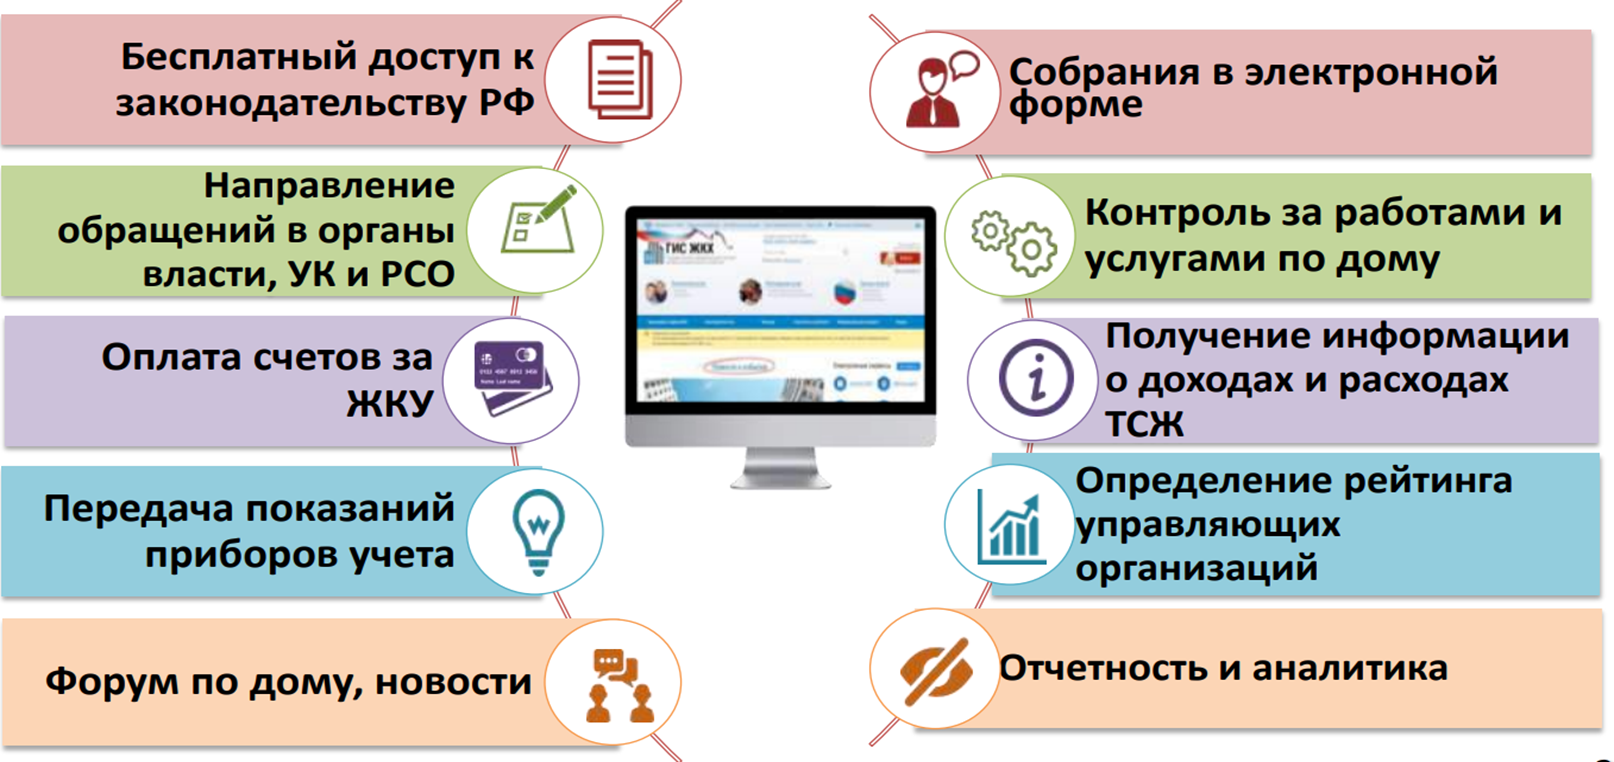 Бесплатный доступ к
законодательству РФ
Направление
обращений в органы
власти, УК и РСО
Оплата счетов за
ЖКУ
Передача показаний
приборов учета
Форум по дому, новости
ГИС ЖКХ
Собрания в электронной
форме
Контроль за работами и
услугами по дому
Получение информации
о доходах и расходах
ТСЖ
Определение рейтинга
управляющих
организаций
Отчетность и аналитика